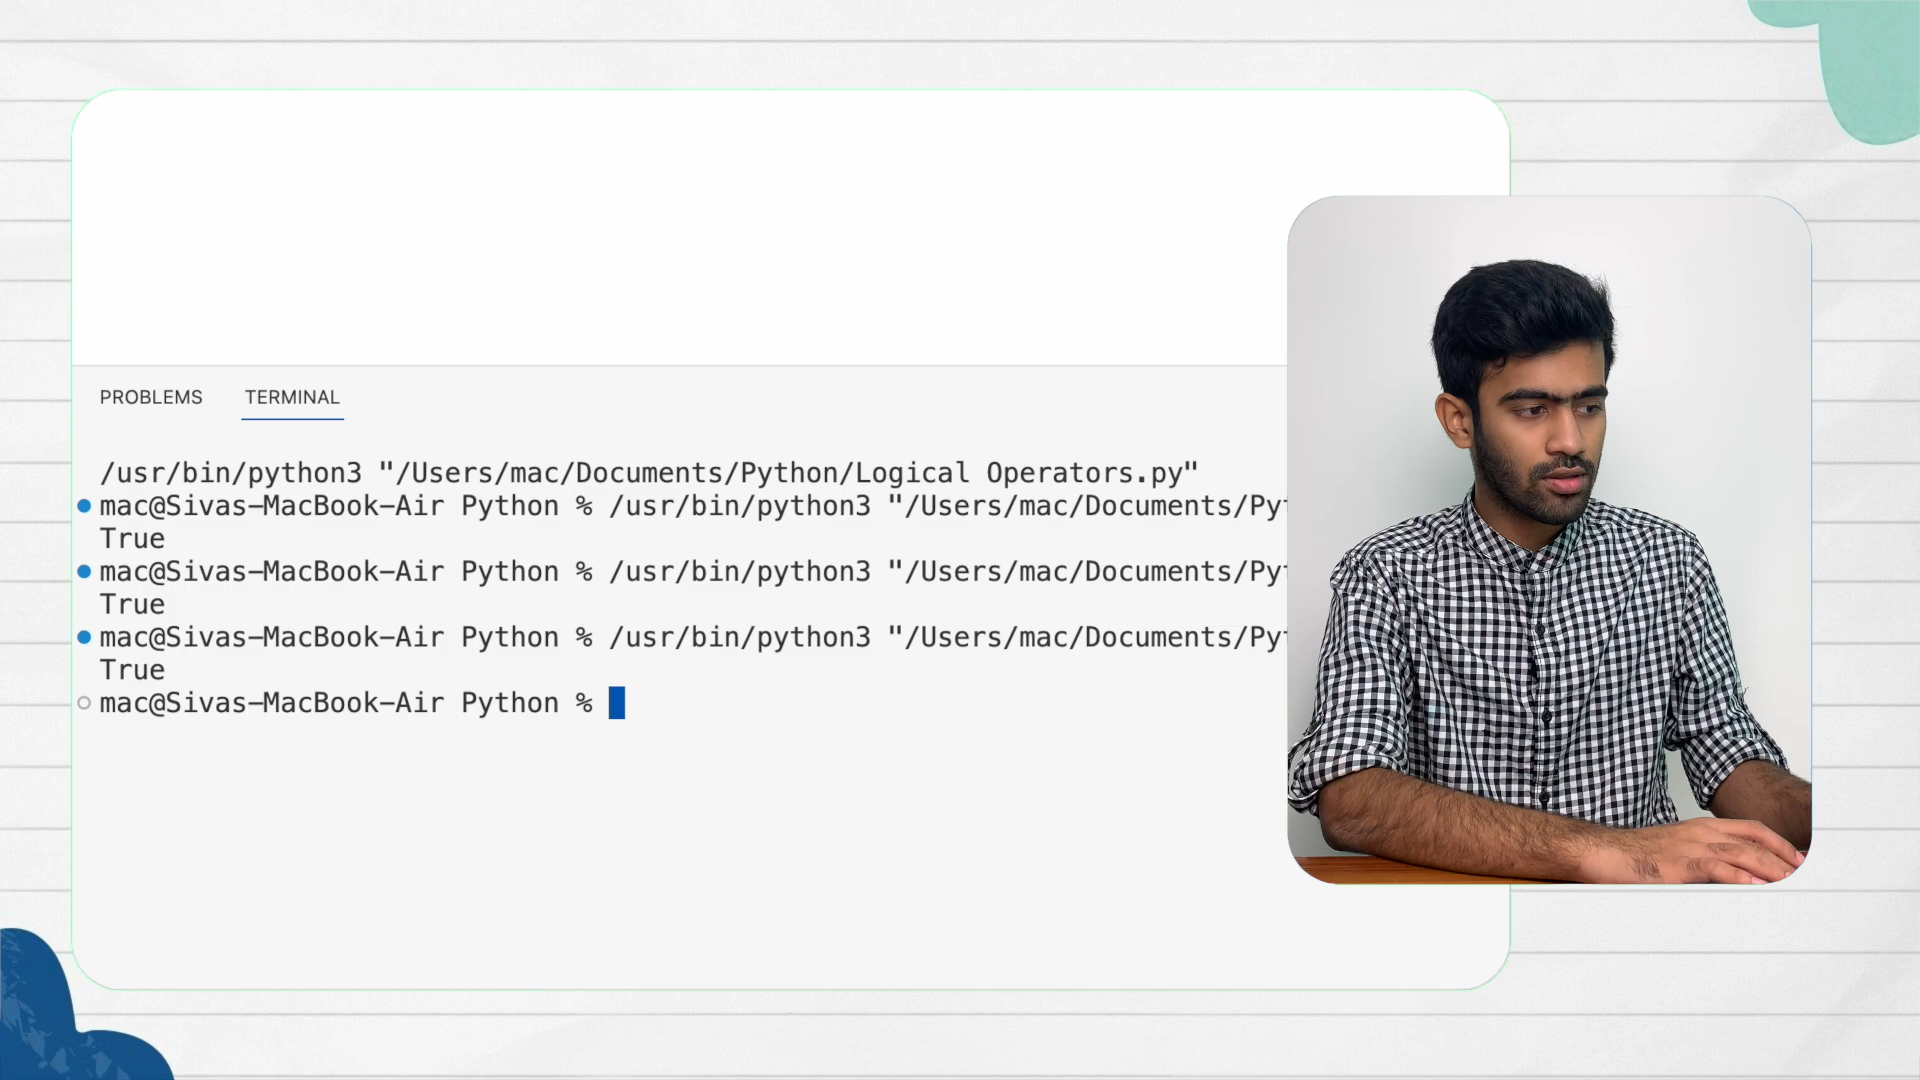 PROBLEMS TERMINAL
/usr/bin/python3 "/Users/mac/Documents/Python/Logical Operators.py"
mac@Sivas-MacBook-Air Python % /usr/bin/python3 "/Users/mac/Documents/Py
True
mac@Sivas-MacBook-Air Python % /usr/bin/python3 "/Users/mac/Documents/Py
True
mac@Sivas-MacBook-Air Python % /usr/bin/python3 "/Users/mac/Documents/Py
True
mac@Sivas-MacBook-Air Python %